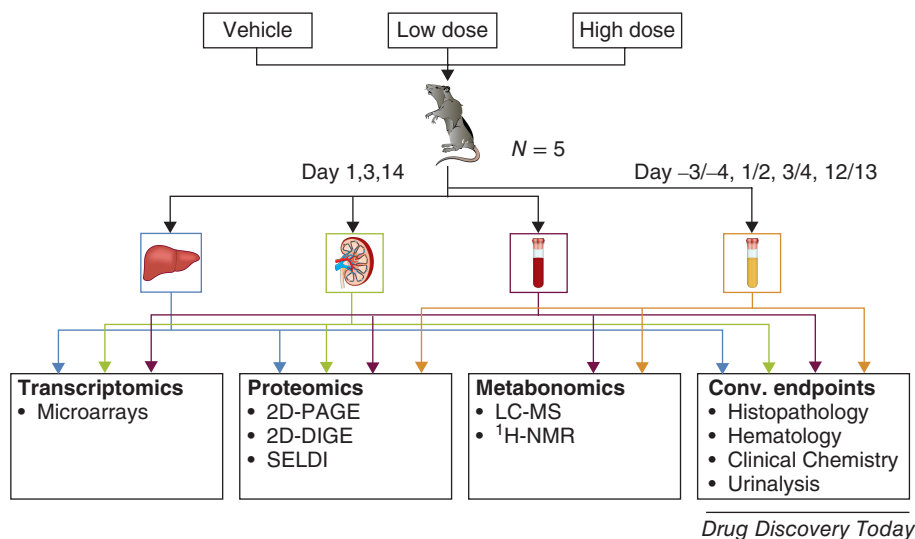 Vehicle
Low dose
High dose
N = 5
Day 1,3,14
Day –3/–4, 1/2, 3/4, 12/13
Transcriptomics
• Microarrays
Proteomics
• 2D-PAGE
• 2D-DIGE
• SELDI
Metabonomics
• LC-MS
• ¹H-NMR
Conv. endpoints
• Histopathology
• Hematology
• Clinical Chemistry
• Urinalysis
Drug Discovery Today